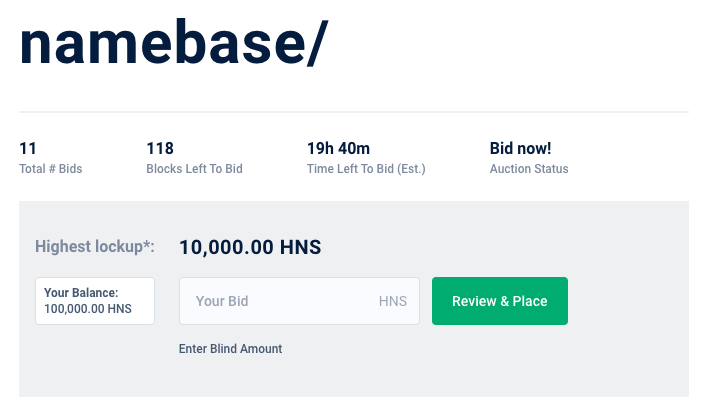 namebase/
11 118 19h 40m Bid now!
Total # Bids Blocks Left To Bid Time Left To Bid (Est.) Auction Status
Highest lockup*: 10,000.00 HNS
Your Balance:
100,000.00 HNS
Your Bid HNS
Review & Place
Enter Blind Amount